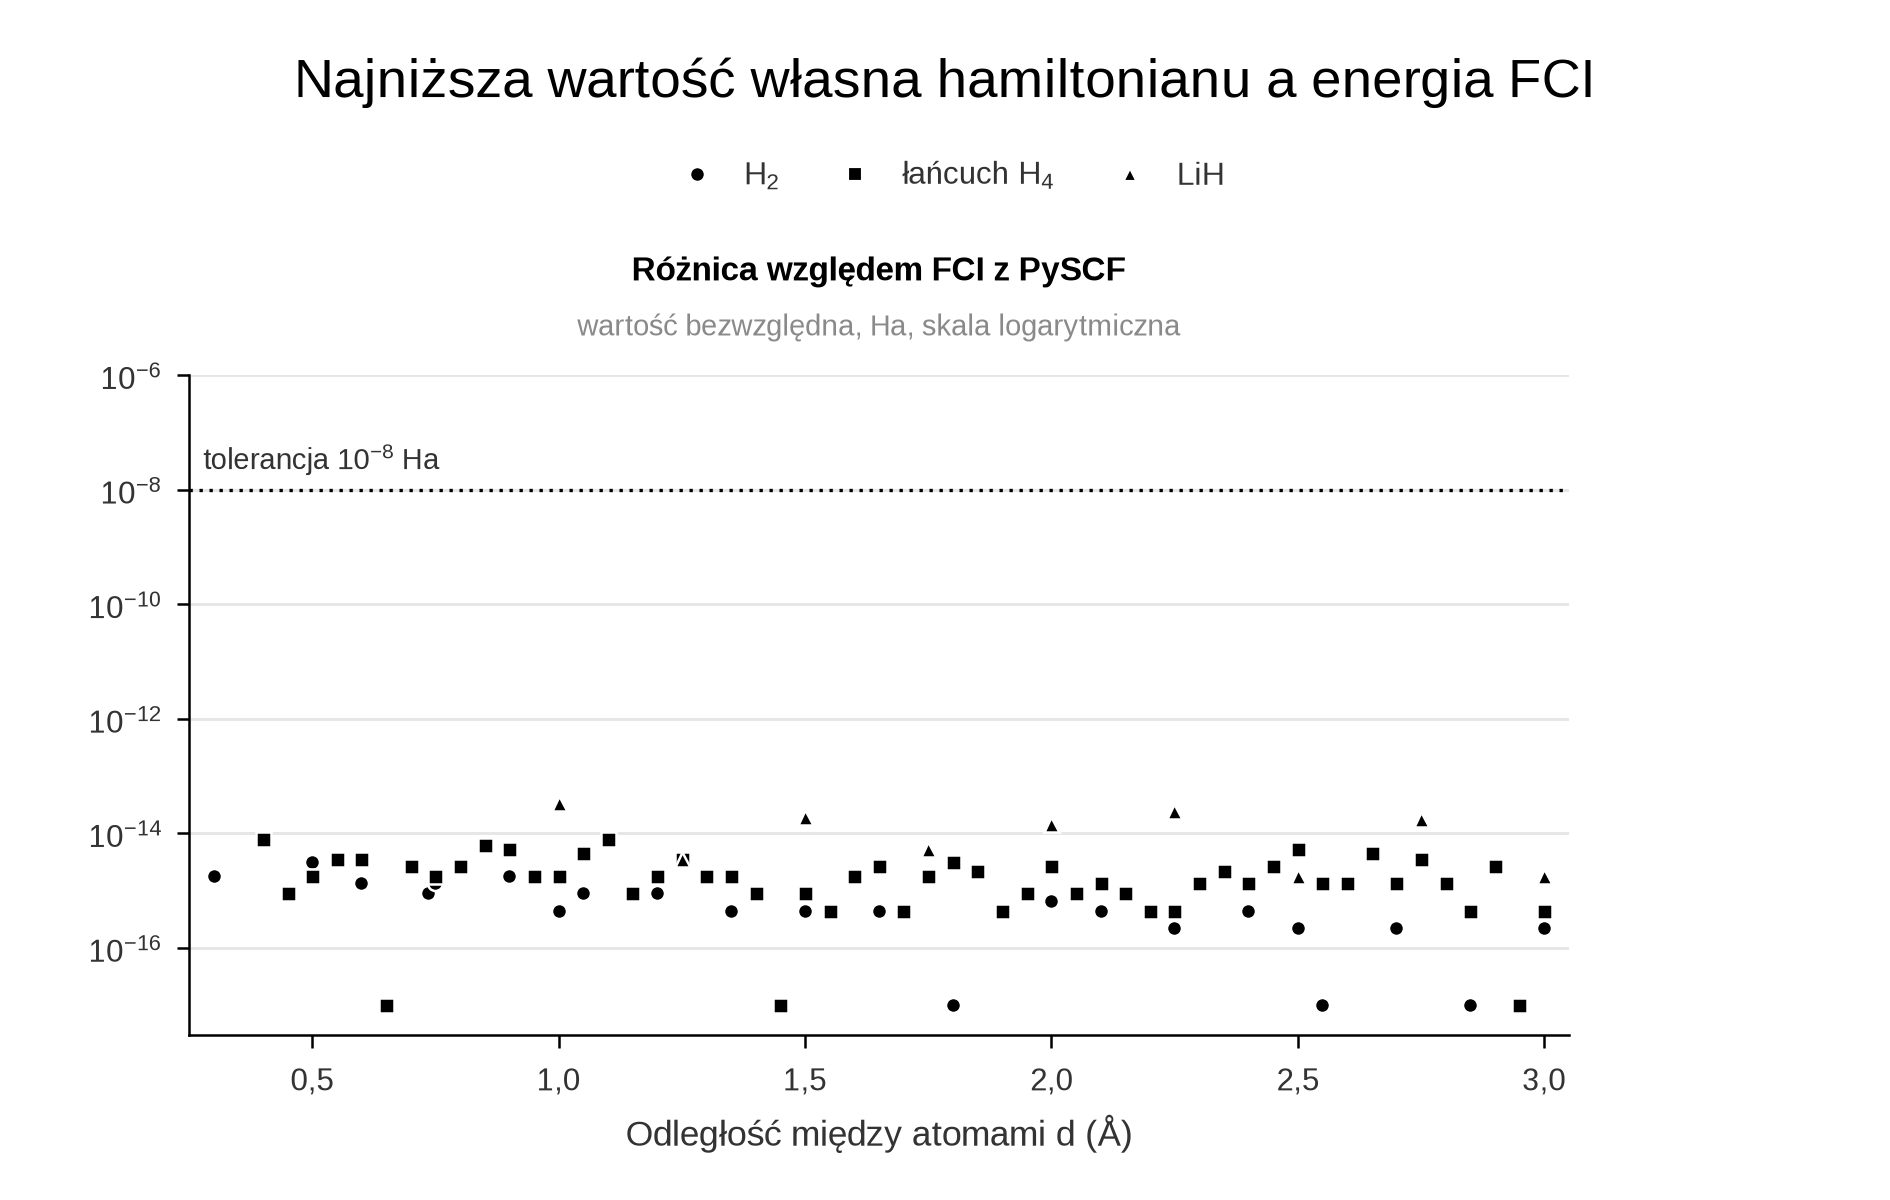 Najniższa wartość własna hamiltonianu a energia FCI
H₂ łańcuch H₄ LiH
Różnica względem FCI z PySCF
wartość bezwzględna, Ha, skala logarytmiczna
10⁻⁶
tolerancja 10⁻⁸ Ha
10⁻⁸
10⁻¹⁰
10⁻¹²
10⁻¹⁴
10⁻¹⁶
0,5 1,0 1,5 2,0 2,5 3,0
Odległość między atomami d (Å)